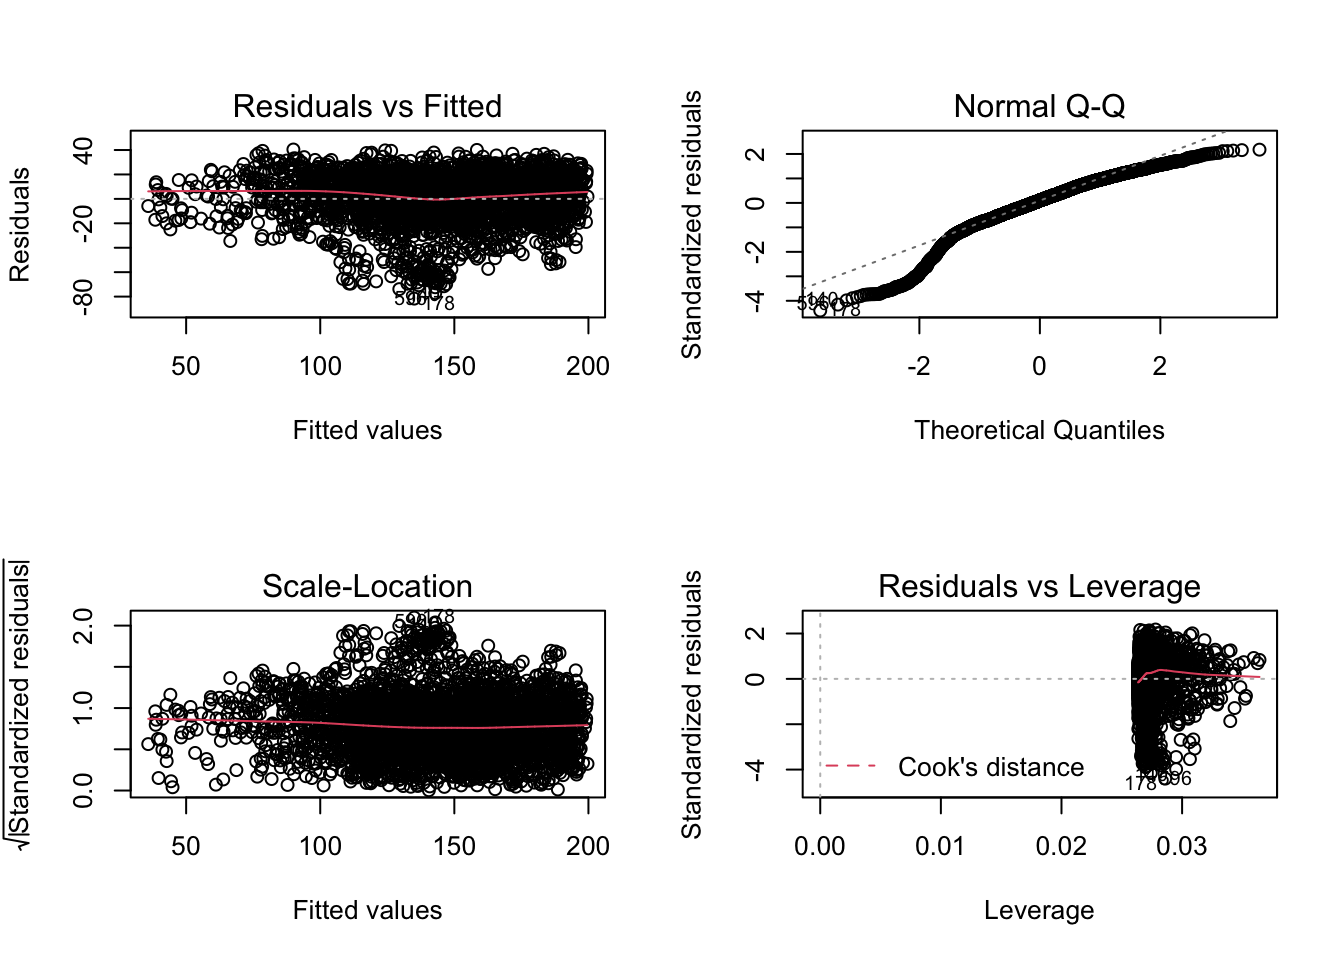 Residuals vs Fitted
Residuals
40
-20
-80
178
50 100 150 200
Fitted values
Normal Q-Q
Standardized residuals
2
0
-2
-4
178
-2 0 2
Theoretical Quantiles
Scale-Location
√|Standardized residuals|
2.0
1.0
0.0
178
50 100 150 200
Fitted values
Residuals vs Leverage
Standardized residuals
2
0
-4
Cook's distance
178
0.00 0.01 0.02 0.03
Leverage